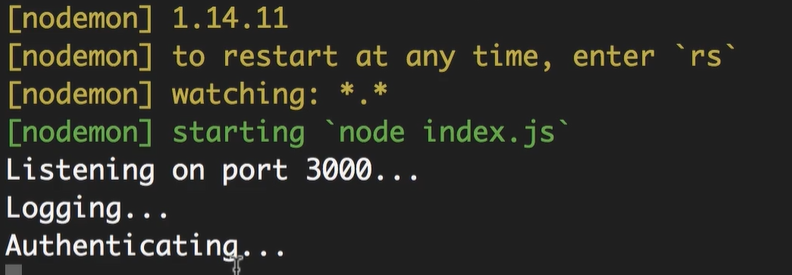 [nodemon] 1.14.11
[nodemon] to restart at any time, enter `rs`
[nodemon] watching: *.*
[nodemon] starting `node index.js`
Listening on port 3000...
Logging...
Authenticating...